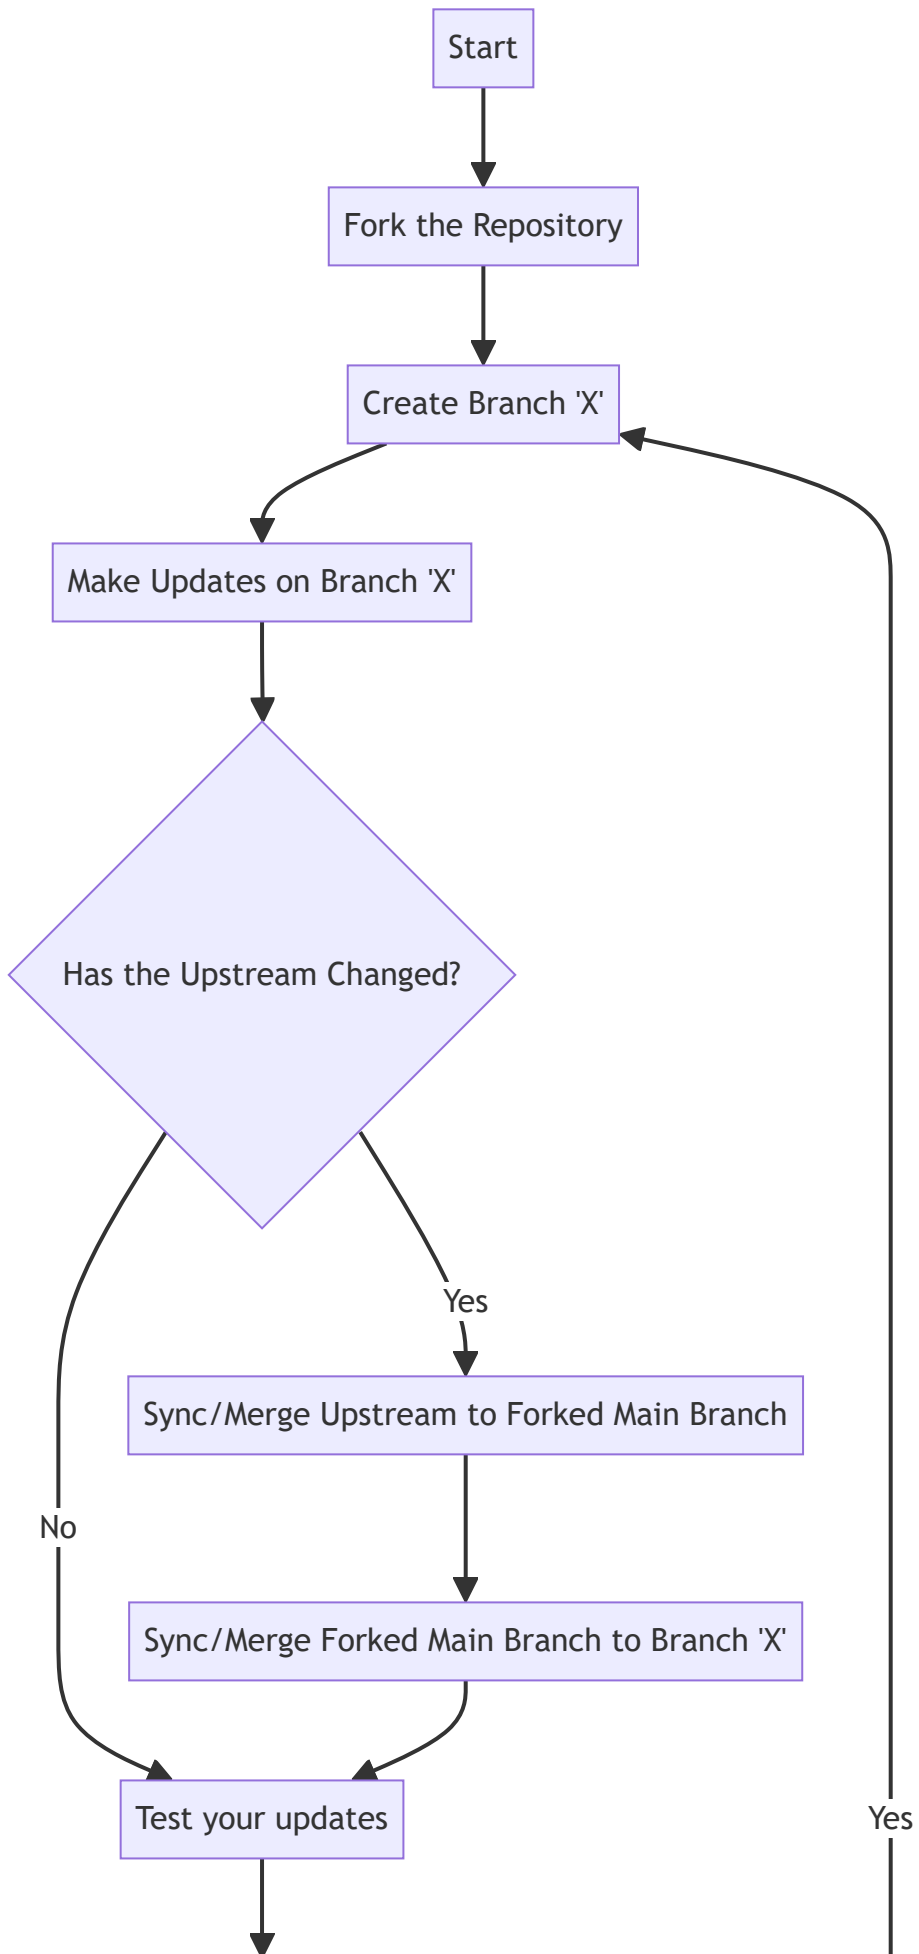 Start
Fork the Repository
Create Branch 'X'
Make Updates on Branch 'X'
Has the Upstream Changed?
Yes
Sync/Merge Upstream to Forked Main Branch
No
Sync/Merge Forked Main Branch to Branch 'X'
Test your updates
Yes